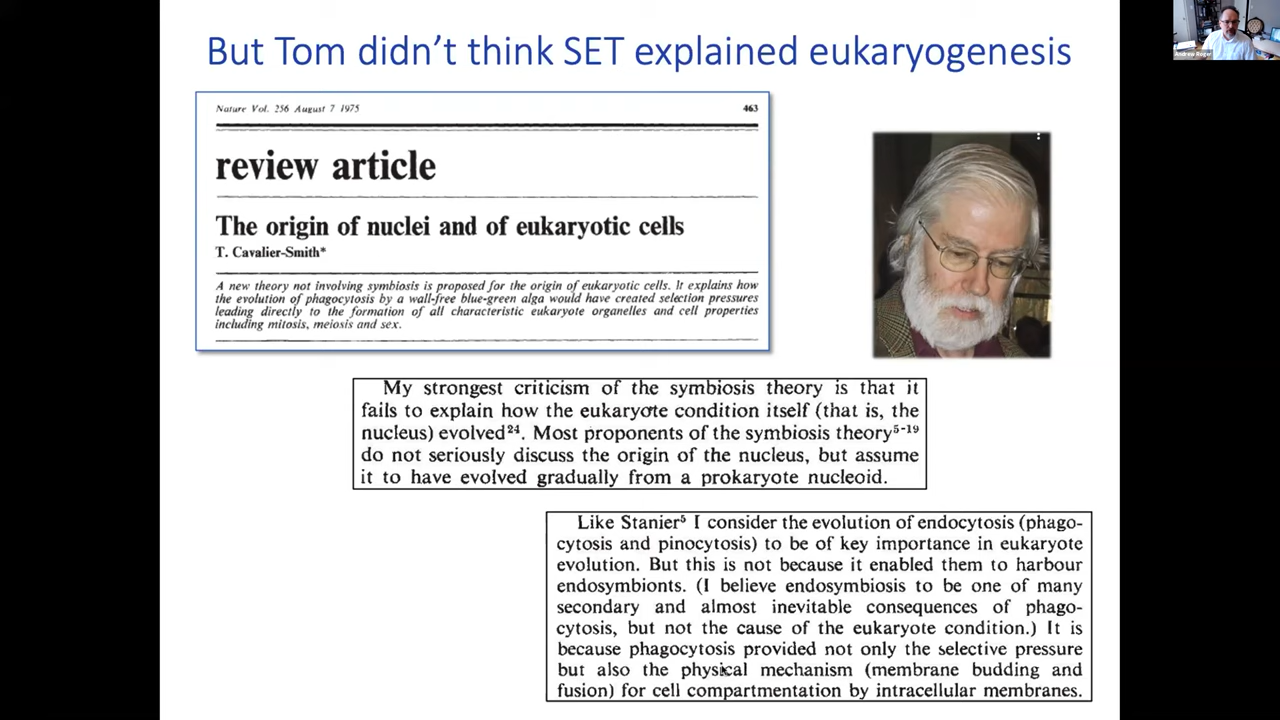 But Tom didn't think SET explained eukaryogenesis
Andrew Roger
Nature Vol. 256 August 7 1975
463
review article
The origin of nuclei and of eukaryotic cells
T. Cavalier-Smith*
A new theory not involving symbiosis is proposed for the origin of eukaryotic cells. It explains how
the evolution of phagocytosis by a wall-free blue-green alga would have created selection pressures
leading directly to the formation of all characteristic eukaryote organelles and cell properties
including mitosis, meiosis and sex.
My strongest criticism of the symbiosis theory is that it
fails to explain how the eukaryote condition itself (that is, the
nucleus) evolved²⁴. Most proponents of the symbiosis theory⁵⁻¹⁹
do not seriously discuss the origin of the nucleus, but assume
it to have evolved gradually from a prokaryote nucleoid.
Like Stanier⁵ I consider the evolution of endocytosis (phago-
cytosis and pinocytosis) to be of key importance in eukaryote
evolution. But this is not because it enabled them to harbour
endosymbionts. (I believe endosymbiosis to be one of many
secondary and almost inevitable consequences of phago-
cytosis, but not the cause of the eukaryote condition.) It is
because phagocytosis provided not only the selective pressure
but also the physical mechanism (membrane budding and
fusion) for cell compartmentation by intracellular membranes.